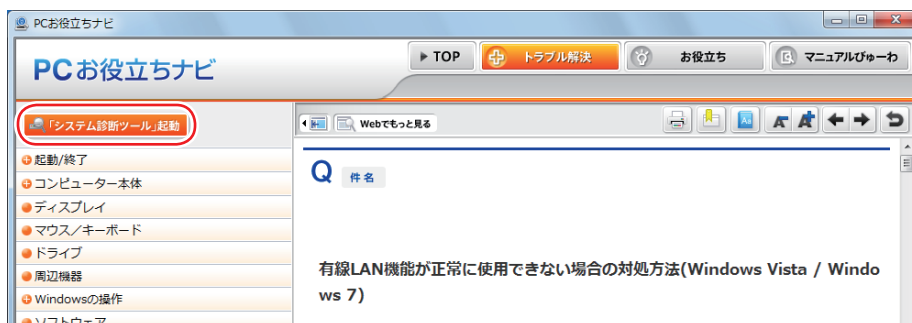 PCお役立ちナビ
PCお役立ちナビ
TOP
トラブル解決
お役立ち
マニュアルびゅーわ
「システム診断ツール」起動
Webでもっと見る
起動/終了
コンピューター本体
ディスプレイ
マウス/キーボード
ドライブ
周辺機器
Windowsの操作
ソフトウェア
Q 件名
有線LAN機能が正常に使用できない場合の対処方法(Windows Vista / Windo
ws 7)